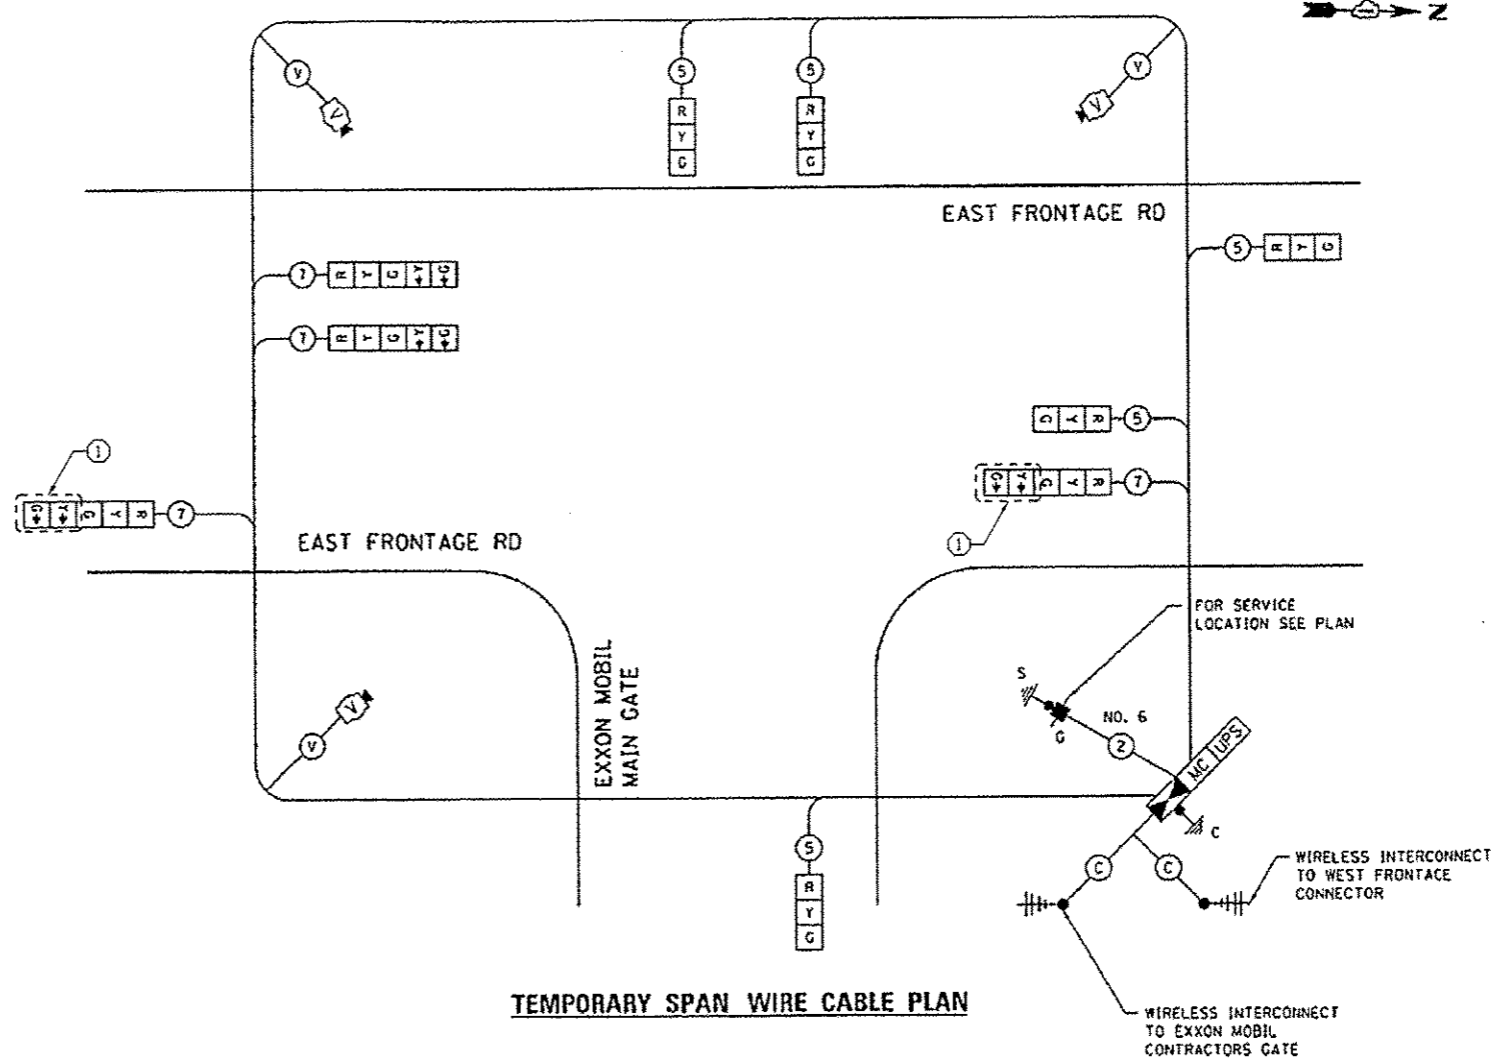 N
V
V
5
5
R
Y
G
R
Y
G
EAST FRONTAGE RD
5 R Y G
7 R Y G Y G
7 R Y G Y G
1
G Y R 5
G Y G Y R 7
1
G Y G Y R 7
EAST FRONTAGE RD
FOR SERVICE
LOCATION SEE PLAN
EXXON MOBIL
MAIN GATE
S
G
NO. 6
2
MC UPS
C
V
V
5
R
Y
G
C
C
WIRELESS INTERCONNECT
TO WEST FRONTAGE
CONNECTOR
WIRELESS INTERCONNECT
TO EXXON MOBIL
CONTRACTORS GATE
TEMPORARY SPAN WIRE CABLE PLAN